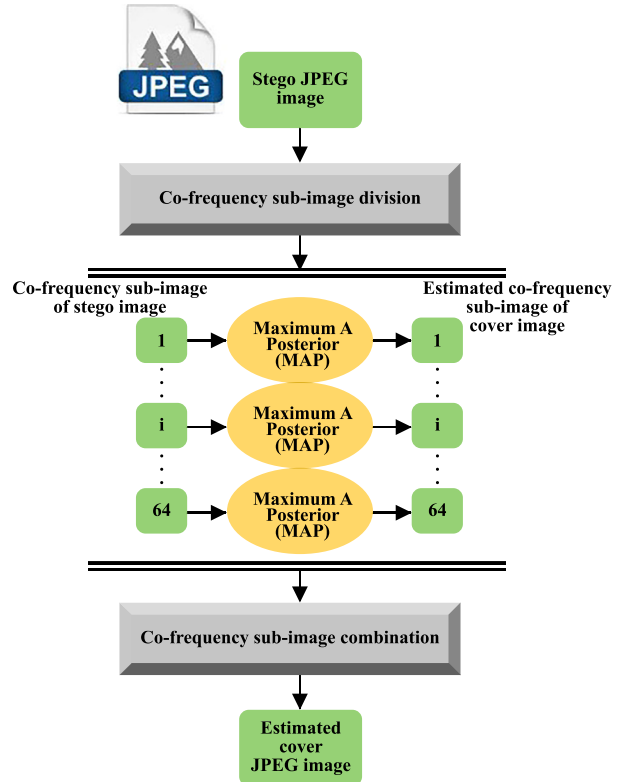 JPEG
Stego JPEG
image
Co-frequency sub-image division
Co-frequency sub-image
of stego image
Estimated co-frequency
sub-image of
cover image
1
Maximum A
Posterior
(MAP)
1
i
Maximum A
Posterior
(MAP)
i
64
Maximum A
Posterior
(MAP)
64
Co-frequency sub-image combination
Estimated
cover
JPEG image